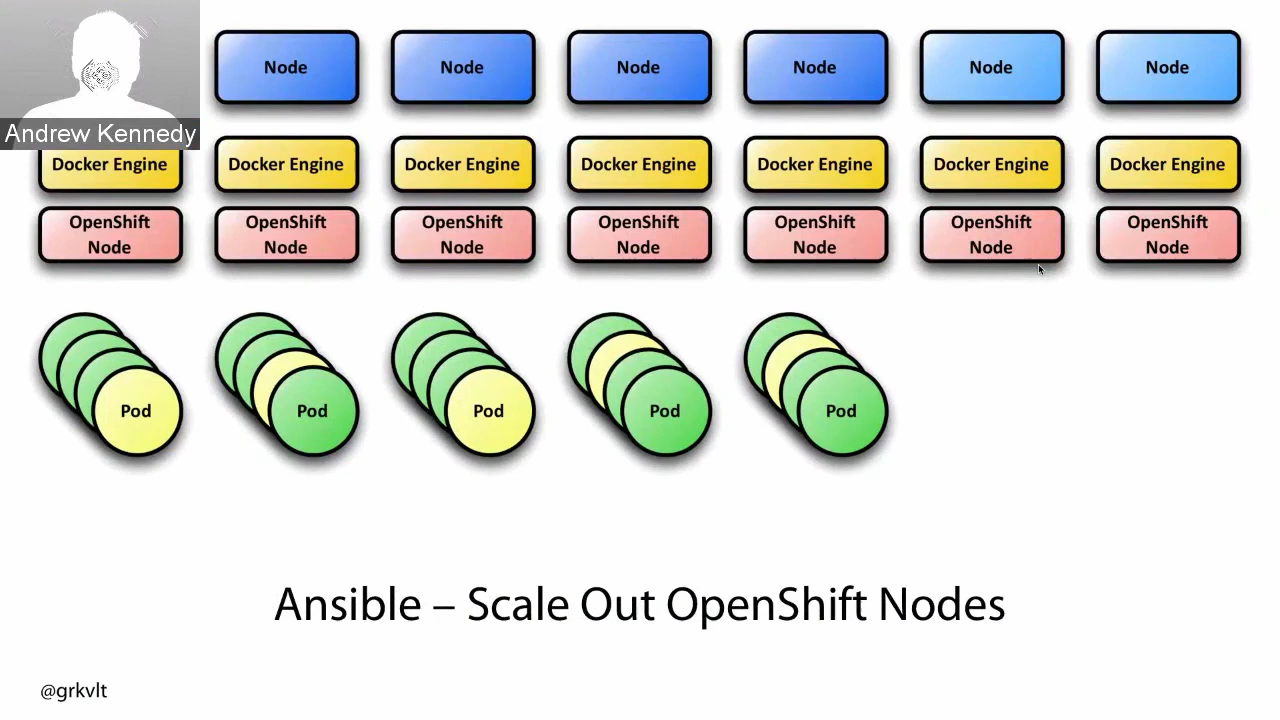 Node Node Node Node Node Node
Andrew Kennedy
Docker Engine Docker Engine Docker Engine Docker Engine Docker Engine Docker Engine Docker Engine
OpenShift OpenShift OpenShift OpenShift OpenShift OpenShift OpenShift
Node Node Node Node Node Node Node
Pod Pod Pod Pod Pod
Ansible – Scale Out OpenShift Nodes
@grkvlt